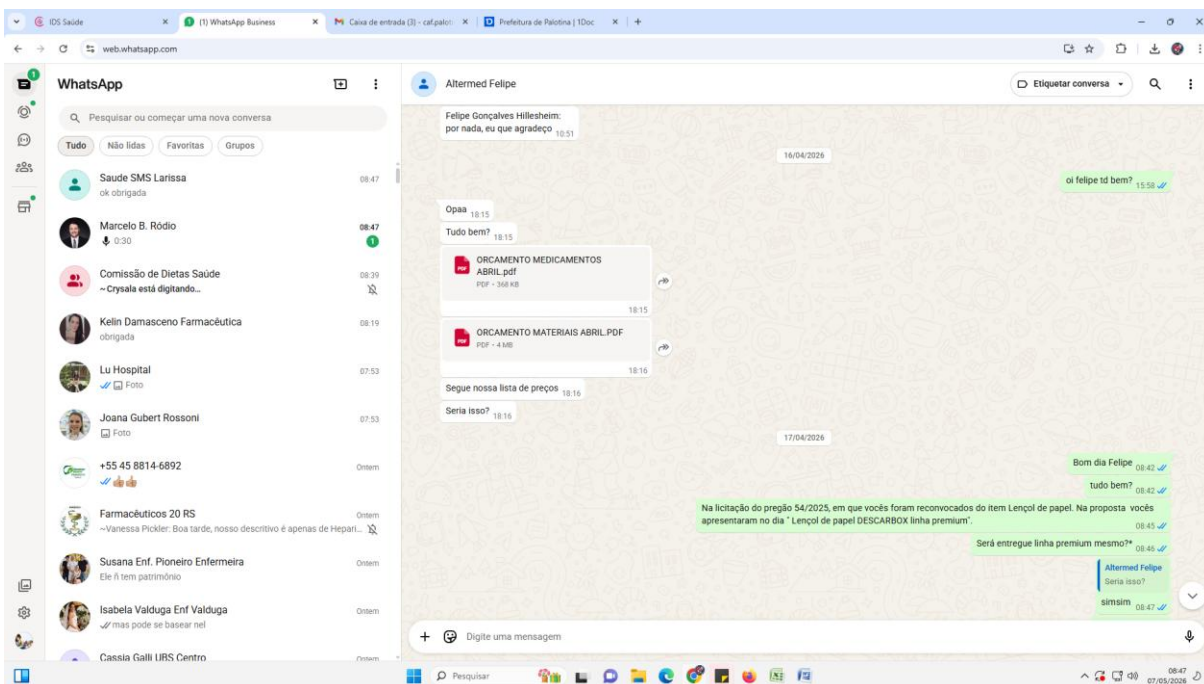 IDS Saúde
(1) WhatsApp Business
Caixa de entrada (3) - caf.palot
Prefeitura de Palotina | 1Doc
web.whatsapp.com
1
WhatsApp
Pesquisar ou começar uma nova conversa
Tudo
Não lidas
Favoritas
Grupos
Saude SMS Larissa
08:47
ok obrigada
Marcelo B. Ródio
08:47
0:30
1
Comissão de Dietas Saúde
08:39
~ Crysala está digitando...
Kelin Damasceno Farmacêutica
08:19
obrigada
Lu Hospital
07:53
Foto
Joana Gubert Rossoni
07:53
Foto
+55 45 8814-6892
Ontem
Farmacêuticos 20 RS
Ontem
~Vanessa Pickler: Boa tarde, nosso descritivo é apenas de Hepari...
Susana Enf. Pioneiro Enfermeira
Ontem
Ele ñ tem patrimônio
Isabela Valduga Enf Valduga
Ontem
mas pode se basear nel
Cassia Galli UBS Centro
Ontem
Altermed Felipe
Etiquetar conversa
Felipe Gonçalves Hillesheim:
por nada, eu que agradeço 10:51
16/04/2026
oi felipe td bem? 15:58
Opaa 18:15
Tudo bem? 18:15
PDF
ORCAMENTO MEDICAMENTOS
ABRIL.pdf
PDF • 368 KB
18:15
PDF
ORCAMENTO MATERIAIS ABRIL.PDF
PDF • 4 MB
18:16
Segue nossa lista de preços 18:16
Seria isso? 18:16
17/04/2026
Bom dia Felipe 08:42
tudo bem? 08:42
Na licitação do pregão 54/2025, em que vocês foram reconvocados do item Lençol de papel. Na proposta vocês
apresentaram no dia " Lençol de papel DESCARBOX linha premium".
08:45
Será entregue linha premium mesmo?* 08:46
Altermed Felipe
Seria isso?
simsim 08:47
Digite uma mensagem
Pesquisar
08:47
07/05/2026